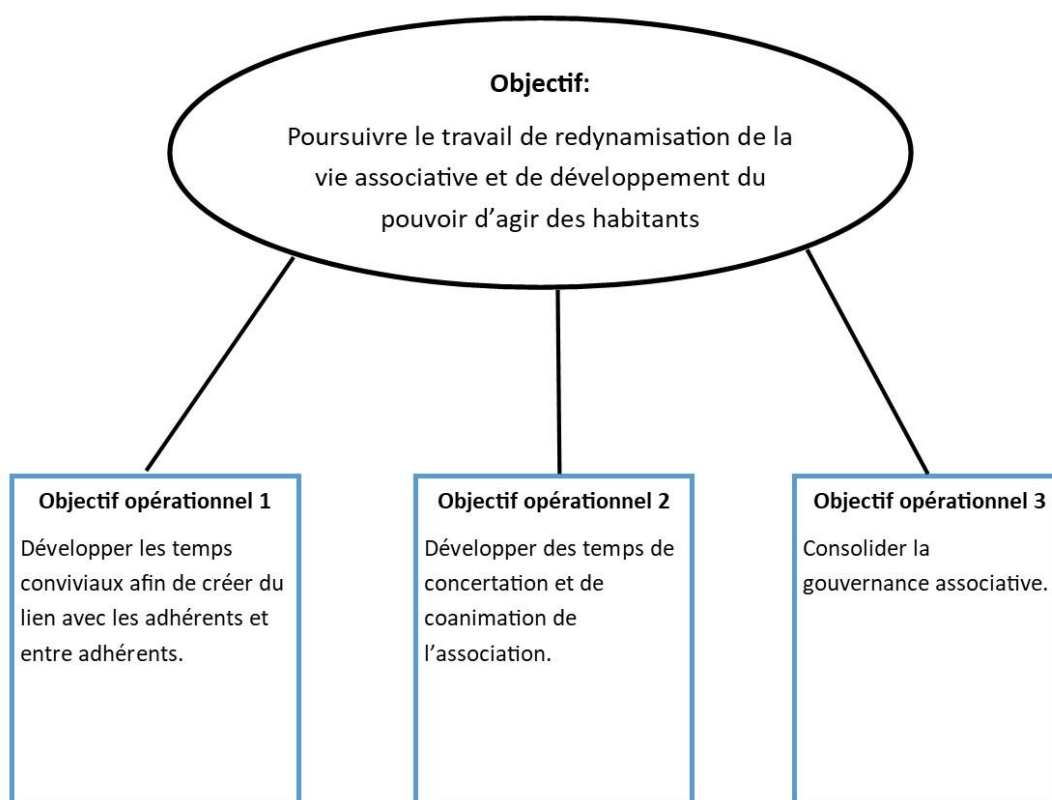 Objectif:
Poursuivre le travail de redynamisation de la
vie associative et de développement du
pouvoir d’agir des habitants
Objectif opérationnel 1
Développer les temps
conviviaux afin de créer du
lien avec les adhérents et
entre adhérents.
Objectif opérationnel 2
Développer des temps de
concertation et de
coanimation de
l’association.
Objectif opérationnel 3
Consolider la
gouvernance associative.